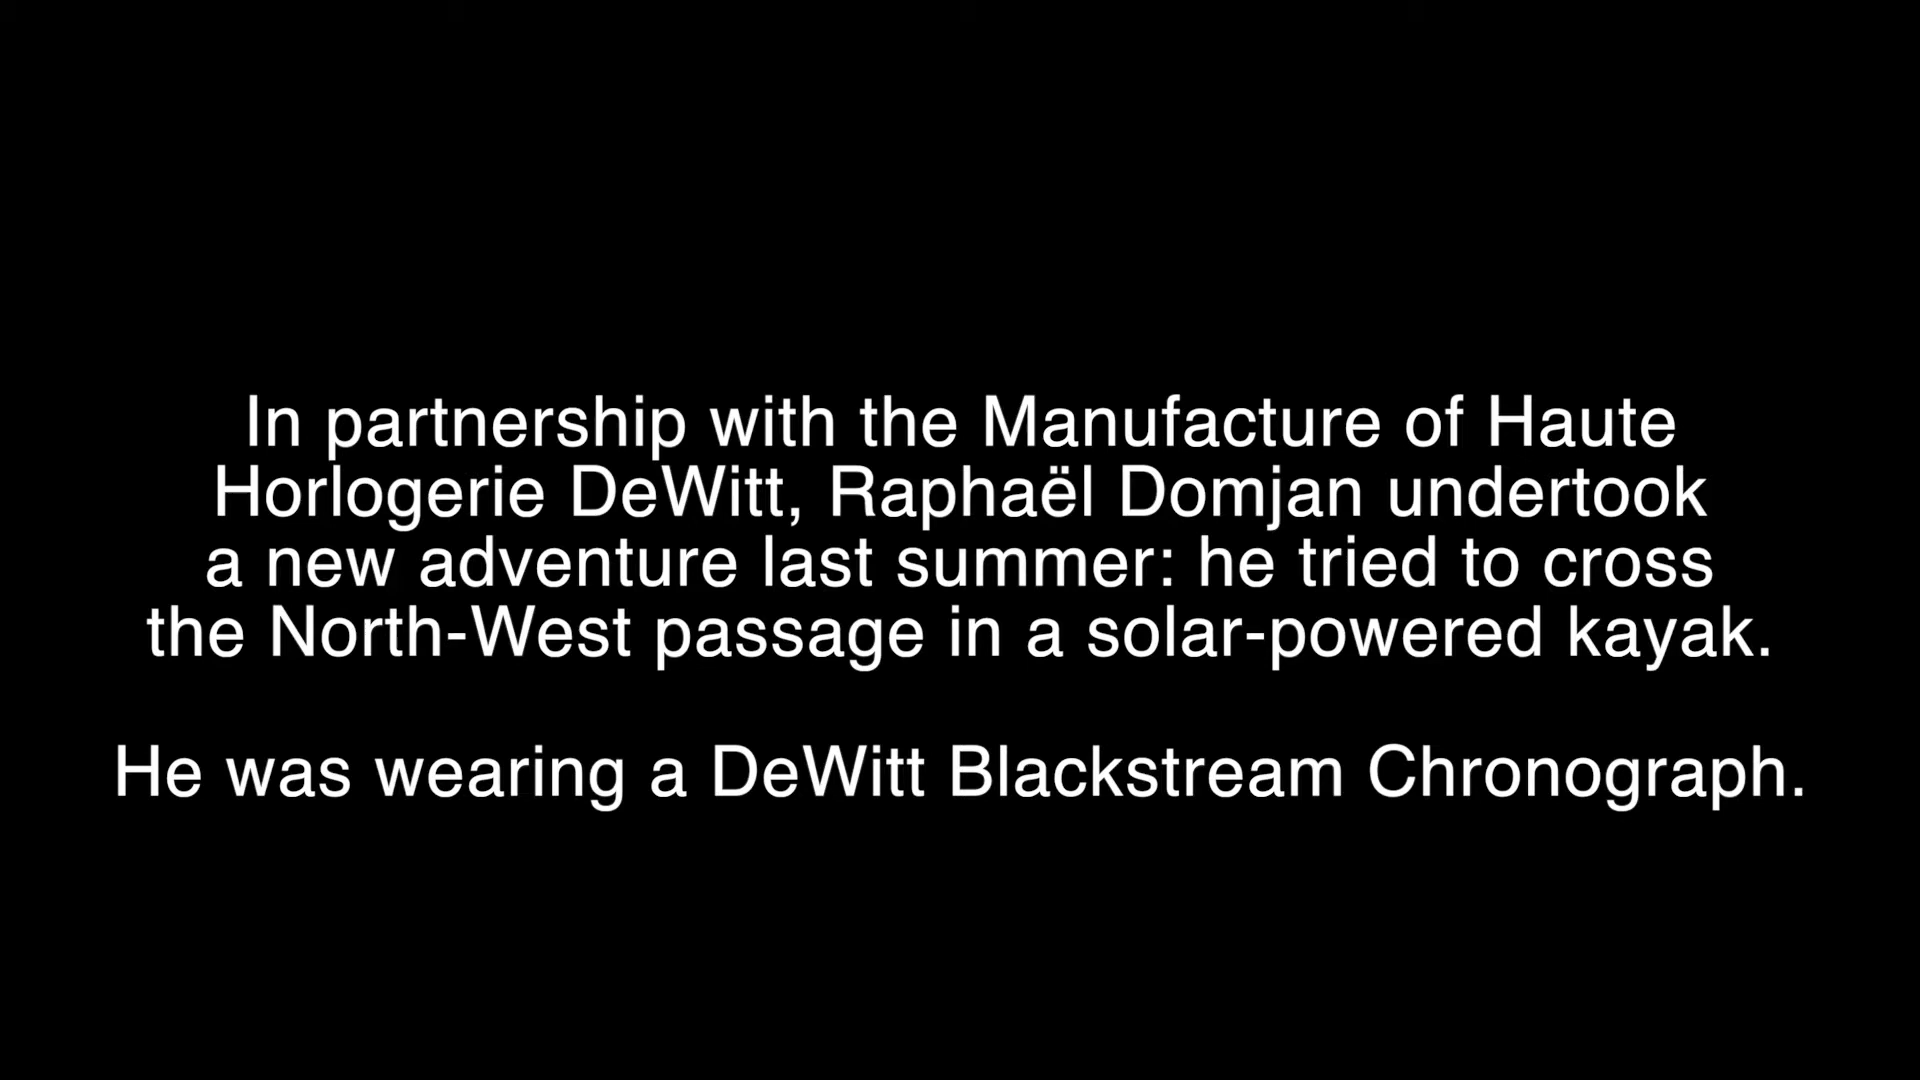 In partnership with the Manufacture of Haute
Horlogerie DeWitt, Raphaël Domjan undertook
a new adventure last summer: he tried to cross
the North-West passage in a solar-powered kayak.
He was wearing a DeWitt Blackstream Chronograph.